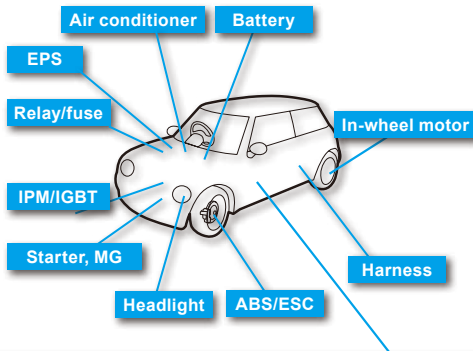 Air conditioner
Battery
EPS
Relay/fuse
In-wheel motor
IPM/IGBT
Starter, MG
Harness
Headlight
ABS/ESC